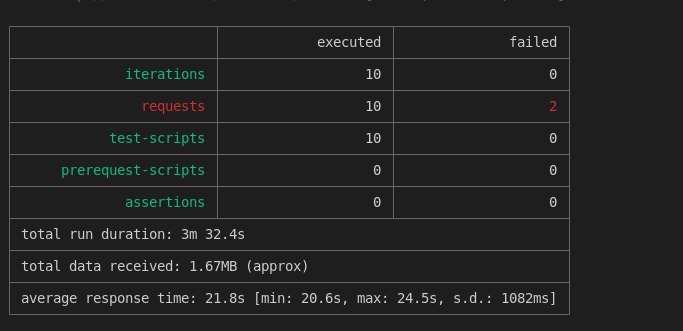 executed failed
iterations 10 0
requests 10 2
test-scripts 10 0
prerequest-scripts 0 0
assertions 0 0
total run duration: 3m 32.4s
total data received: 1.67MB (approx)
average response time: 21.8s [min: 20.6s, max: 24.5s, s.d.: 1082ms]